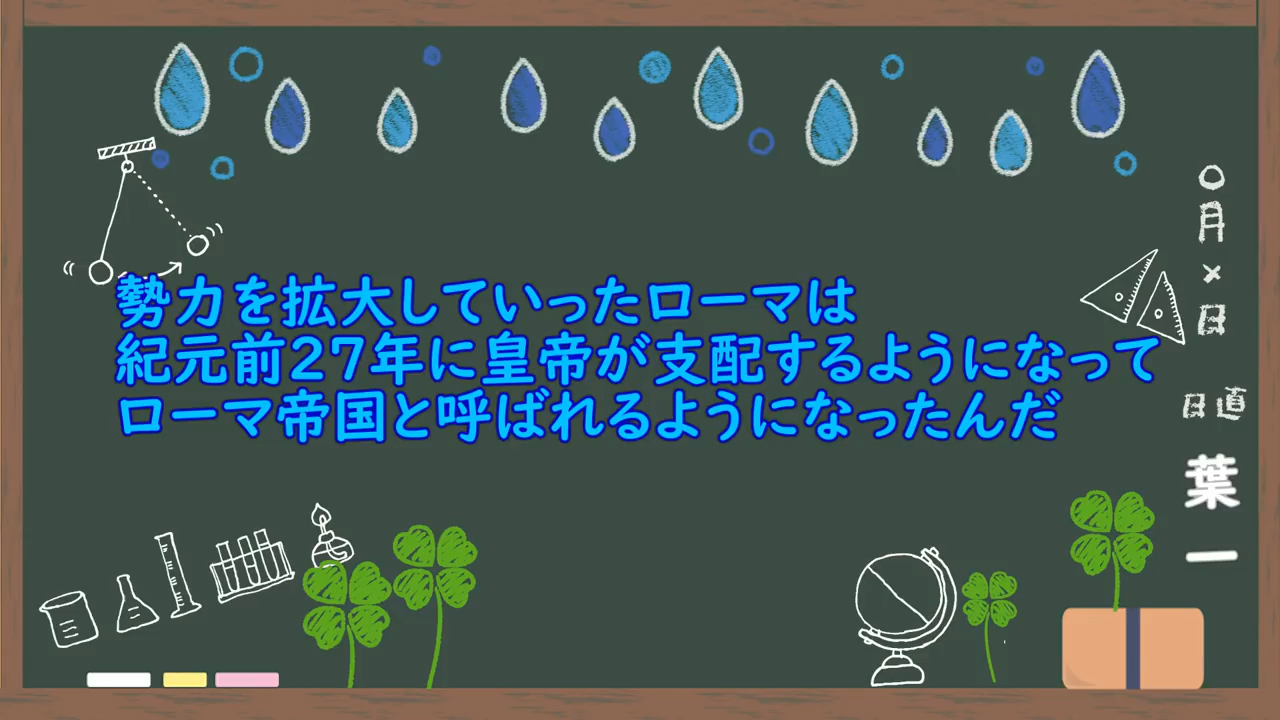 勢力を拡大していったローマは
紀元前27年に皇帝が支配するようになって
ローマ帝国と呼ばれるようになったんだ
〇月×日
日直
葉一